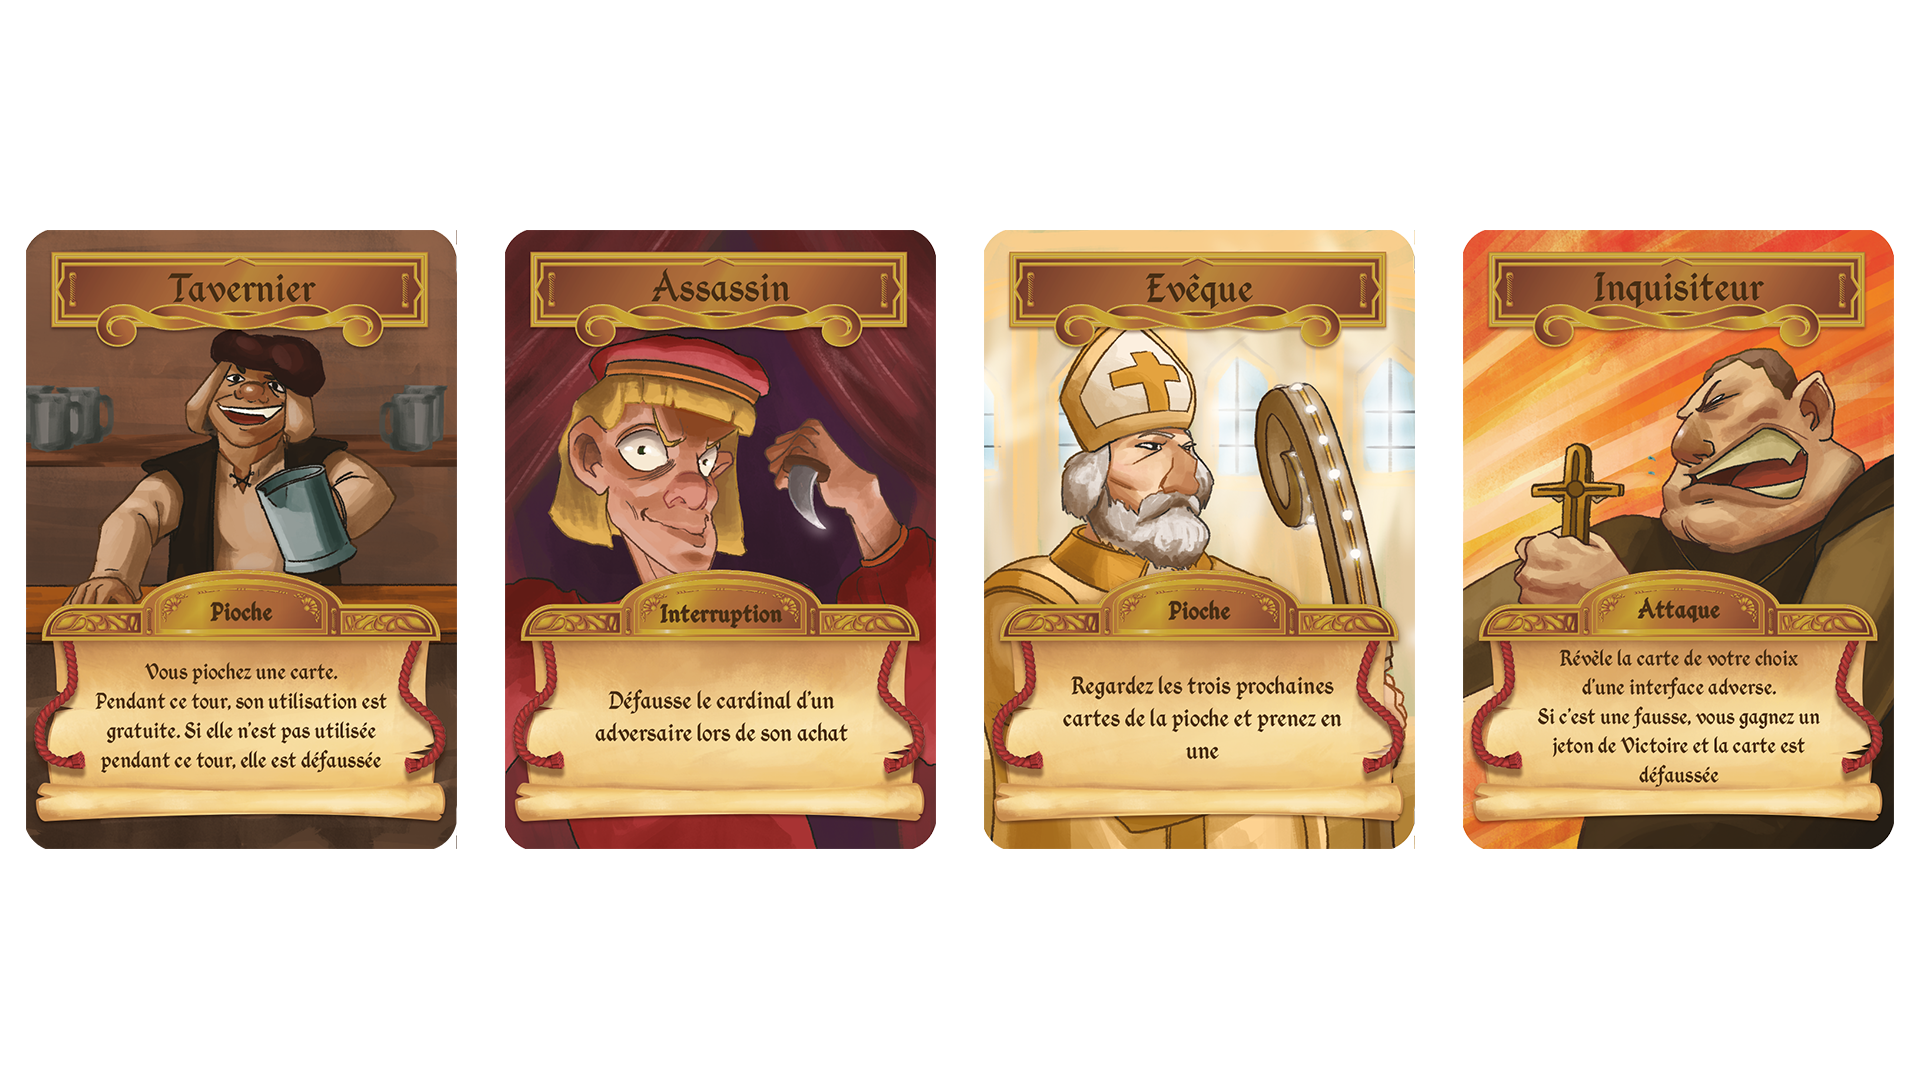 Tavernier
Pioche
Vous piochez une carte.
Pendant ce tour, son utilisation est
gratuite. Si elle n'est pas utilisée
pendant ce tour, elle est défaussée
Assassin
Interruption
Défausse le cardinal d'un
adversaire lors de son achat
Evêque
Pioche
Regardez les trois prochaines
cartes de la pioche et prenez en
une
Inquisiteur
Attaque
Révèle la carte de votre choix
d'une interface adverse.
Si c'est une fausse, vous gagnez un
jeton de Victoire et la carte est
défaussée